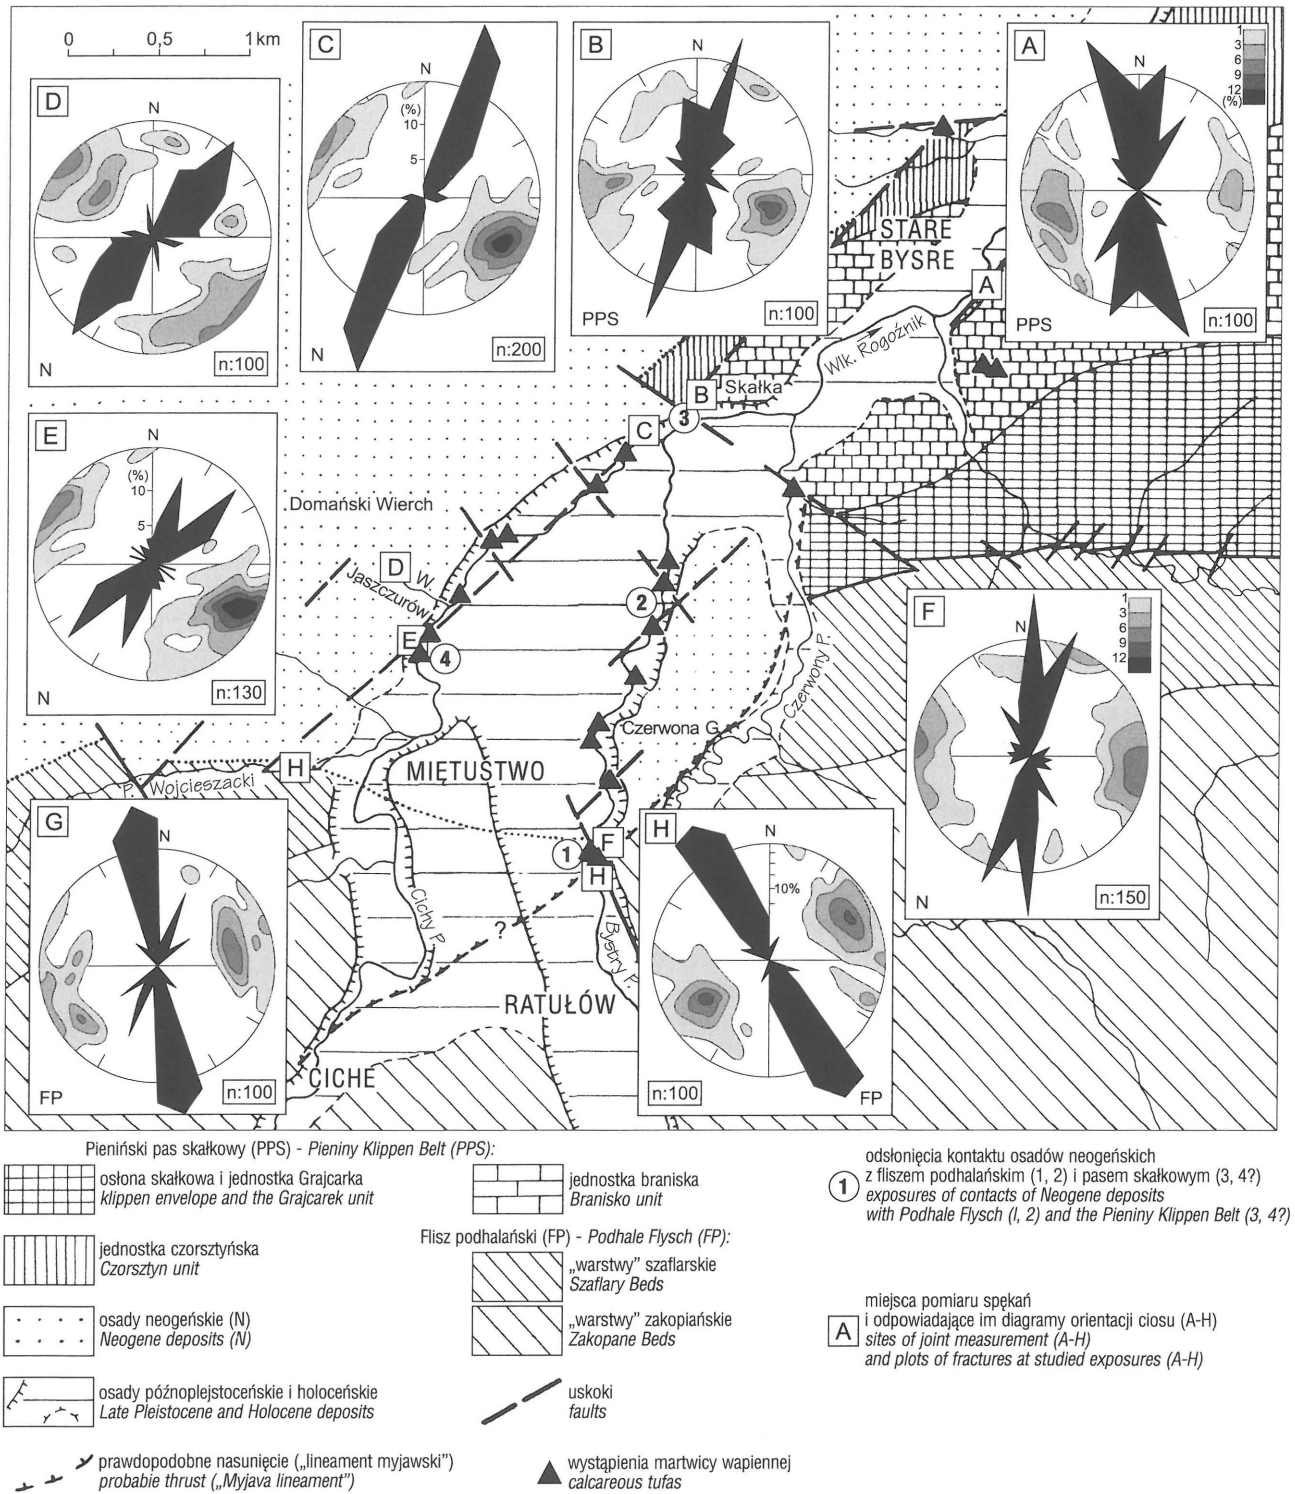 0 0,5 1 km
D
N
N
n:100
C
N
(%)
10
5
N
n:200
B
N
PPS
n:100
A
N
1
3
6
9
12
(%)
PPS
n:100
STARE
BYSRE
A
Wlk. Rogoźnik
B
Skałka
3
C
E
N
(%)
10
5
N
n:130
Domański Wierch
D
W.
Jaszczurów
E
4
2
F
N
1
3
6
9
12
N
n:150
Czerwony P.
Czerwona G.
H
P. Wojcieszacki
MIĘTUSTWO
G
N
FP
n:100
1
F
H
H
N
10%
n:100
FP
Cichy P.
?
Bystry P.
RATUŁÓW
CICHE
Pieniński pas skałkowy (PPS) - Pieniny Klippen Belt (PPS):
osłona skałkowa i jednostka Grajcarka
klippen envelope and the Grajcarek unit
jednostka czorsztyńska
Czorsztyn unit
osady neogeńskie (N)
Neogene deposits (N)
osady późnoplejstoceńskie i holoceńskie
Late Pleistocene and Holocene deposits
prawdopodobne nasunięcie („lineament myjawski")
probabie thrust („Myjava lineament")
jednostka braniska
Branisko unit
Flisz podhalański (FP) - Podhale Flysch (FP):
„warstwy" szaflarskie
Szaflary Beds
„warstwy" zakopiańskie
Zakopane Beds
uskoki
faults
wystąpienia martwicy wapiennej
calcareous tufas
1
odsłonięcia kontaktu osadów neogeńskich
z fliszem podhalańskim (1, 2) i pasem skałkowym (3, 4?)
exposures of contacts of Neogene deposits
with Podhale Flysch (l, 2) and the Pieniny Klippen Belt (3, 4?)
A
miejsca pomiaru spękań
i odpowiadające im diagramy orientacji ciosu (A-H)
sites of joint measurement (A-H)
and plots of fractures at studied exposures (A-H)